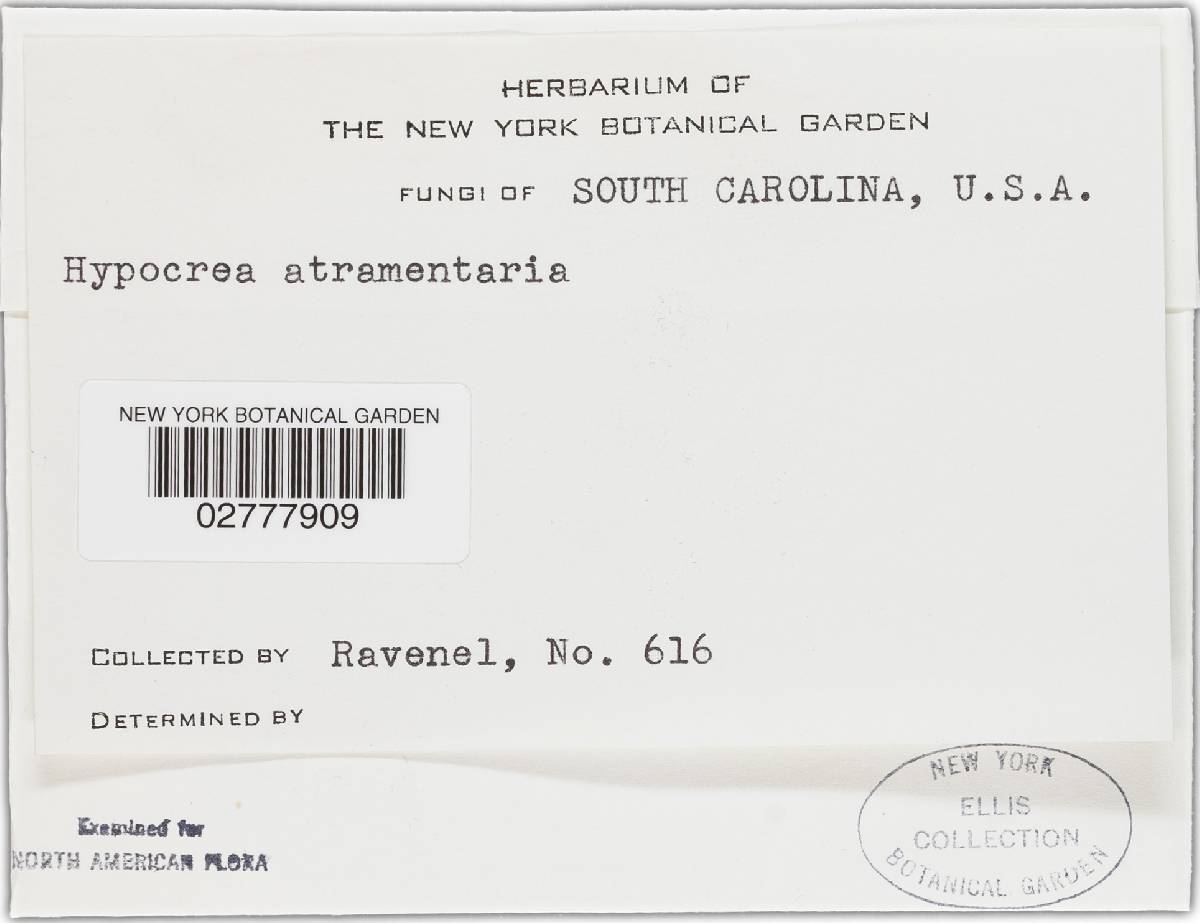 HERBARIUM OF
THE NEW YORK BOTANICAL GARDEN
FUNGI OF SOUTH CAROLINA, U.S.A.
Hypocrea atramentaria
NEW YORK BOTANICAL GARDEN
02777909
COLLECTED BY Ravenel, No. 616
DETERMINED BY
Examined for
NORTH AMERICAN FLORA
NEW YORK
ELLIS
COLLECTION
BOTANICAL GARDEN